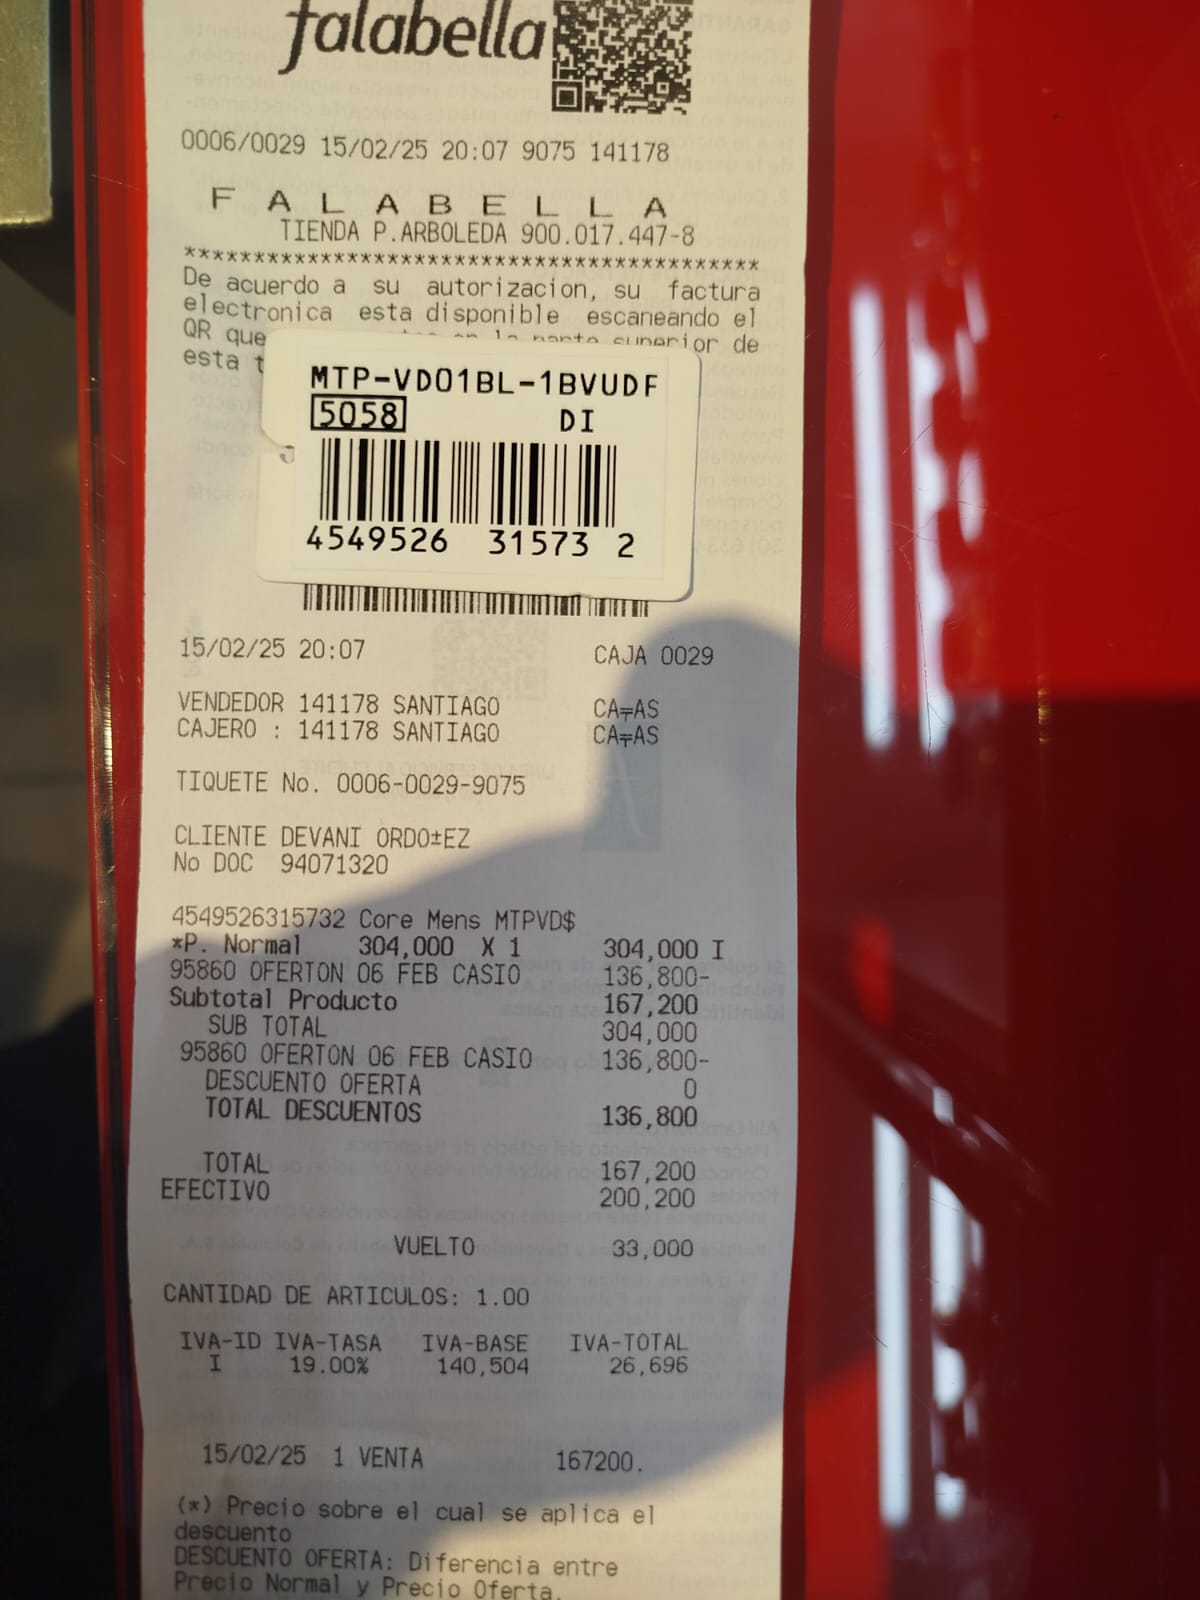 falabella
0006/0029 15/02/25 20:07 9075 141178
F A L A B E L L A
TIENDA P.ARBOLEDA 900.017.447-8
*******************************************
De acuerdo a su autorizacion, su factura
electronica esta disponible escaneando el
QR que en la parte superior de
esta
MTP-VD01BL-1BVUDF
5058 DI
4549526 31573 2
15/02/25 20:07 CAJA 0029
VENDEDOR 141178 SANTIAGO CA╤AS
CAJERO : 141178 SANTIAGO CA╤AS
TIQUETE No. 0006-0029-9075
CLIENTE DEVANI ORDO±EZ
No DOC 94071320
4549526315732 Core Mens MTPVD$
*P. Normal 304,000 X 1 304,000 I
95860 OFERTON 06 FEB CASIO 136,800-
Subtotal Producto 167,200
SUB TOTAL 304,000
95860 OFERTON 06 FEB CASIO 136,800-
DESCUENTO OFERTA 0
TOTAL DESCUENTOS 136,800
TOTAL 167,200
EFECTIVO 200,200
VUELTO 33,000
CANTIDAD DE ARTICULOS: 1.00
IVA-ID IVA-TASA IVA-BASE IVA-TOTAL
I 19.00% 140,504 26,696
15/02/25 1 VENTA 167200.
(*) Precio sobre el cual se aplica el
descuento
DESCUENTO OFERTA: Diferencia entre
Precio Normal y Precio Oferta.